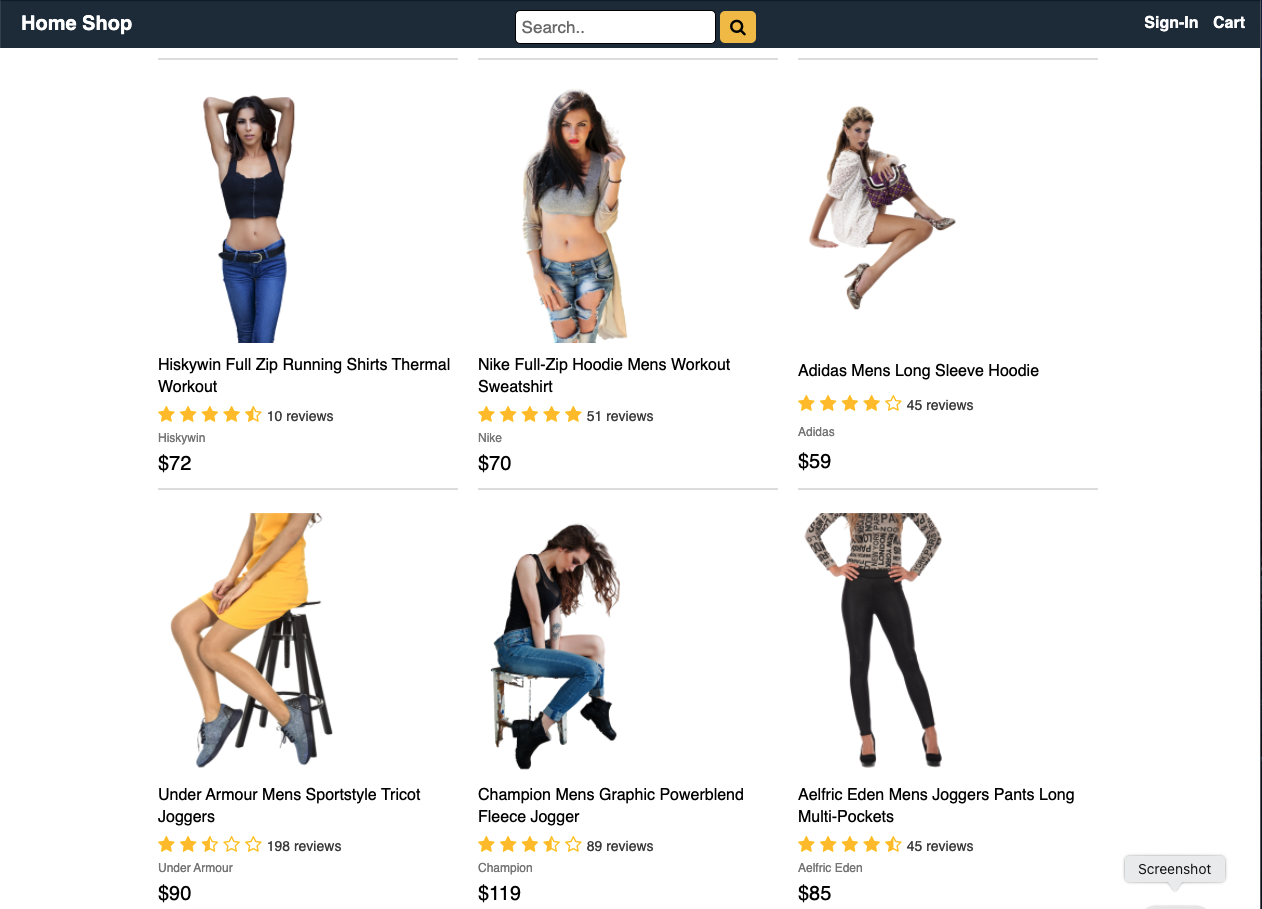 Home Shop
Search..
Sign-In Cart
Hiskywin Full Zip Running Shirts Thermal
Workout
10 reviews
Hiskywin
$72
Nike Full-Zip Hoodie Mens Workout
Sweatshirt
51 reviews
Nike
$70
Adidas Mens Long Sleeve Hoodie
45 reviews
Adidas
$59
Under Armour Mens Sportstyle Tricot
Joggers
198 reviews
Under Armour
$90
Champion Mens Graphic Powerblend
Fleece Jogger
89 reviews
Champion
$119
Aelfric Eden Mens Joggers Pants Long
Multi-Pockets
45 reviews
Aelfric Eden
$85
Screenshot